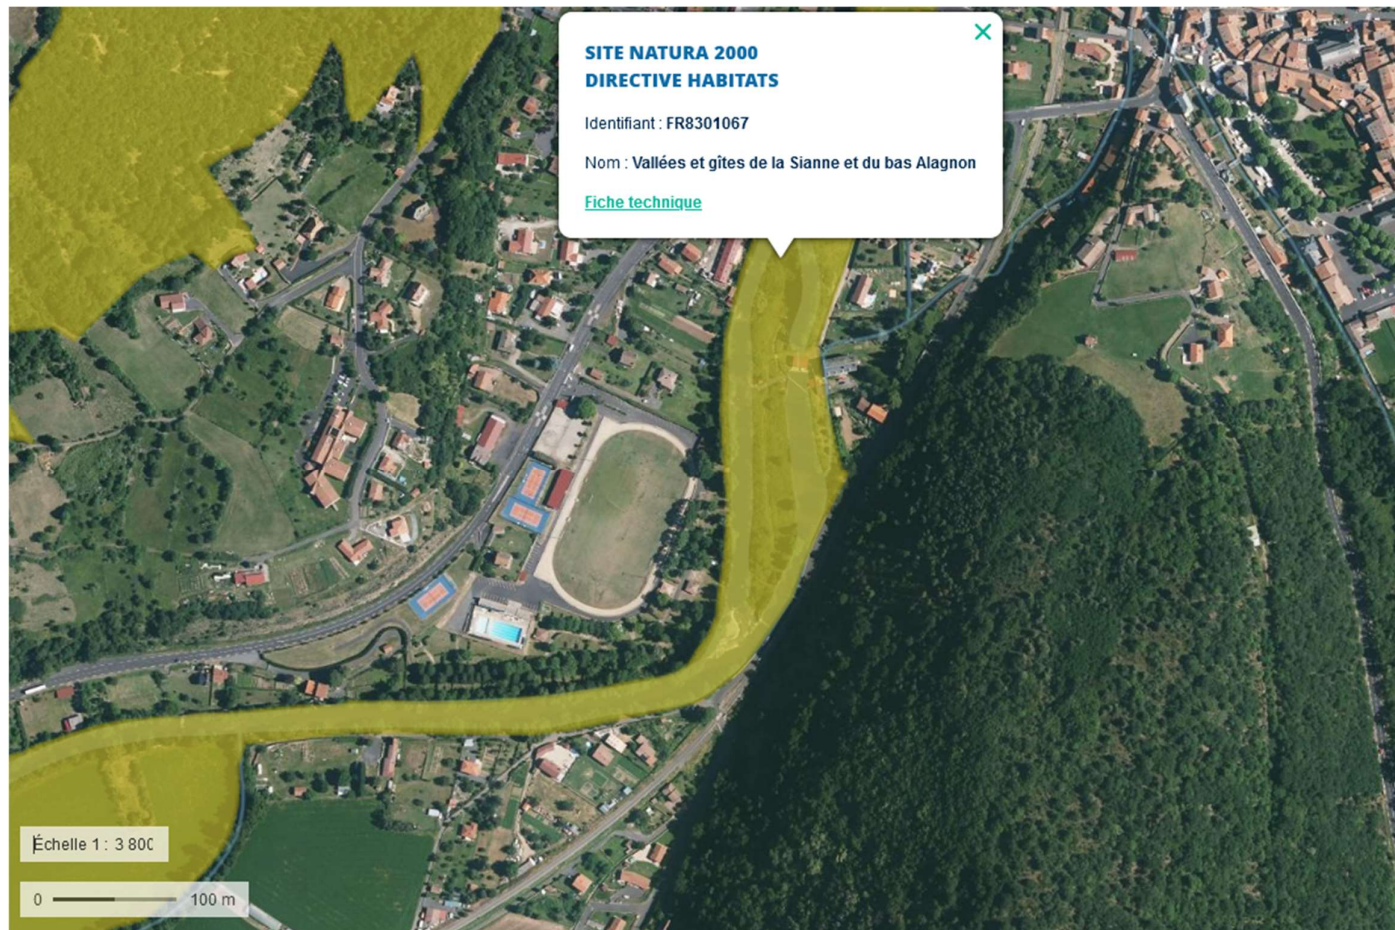 SITE NATURA 2000
DIRECTIVE HABITATS
Identifiant : FR8301067
Nom : Vallées et gîtes de la Sianne et du bas Alagnon
Fiche technique
Échelle 1 : 3 800
0 100 m